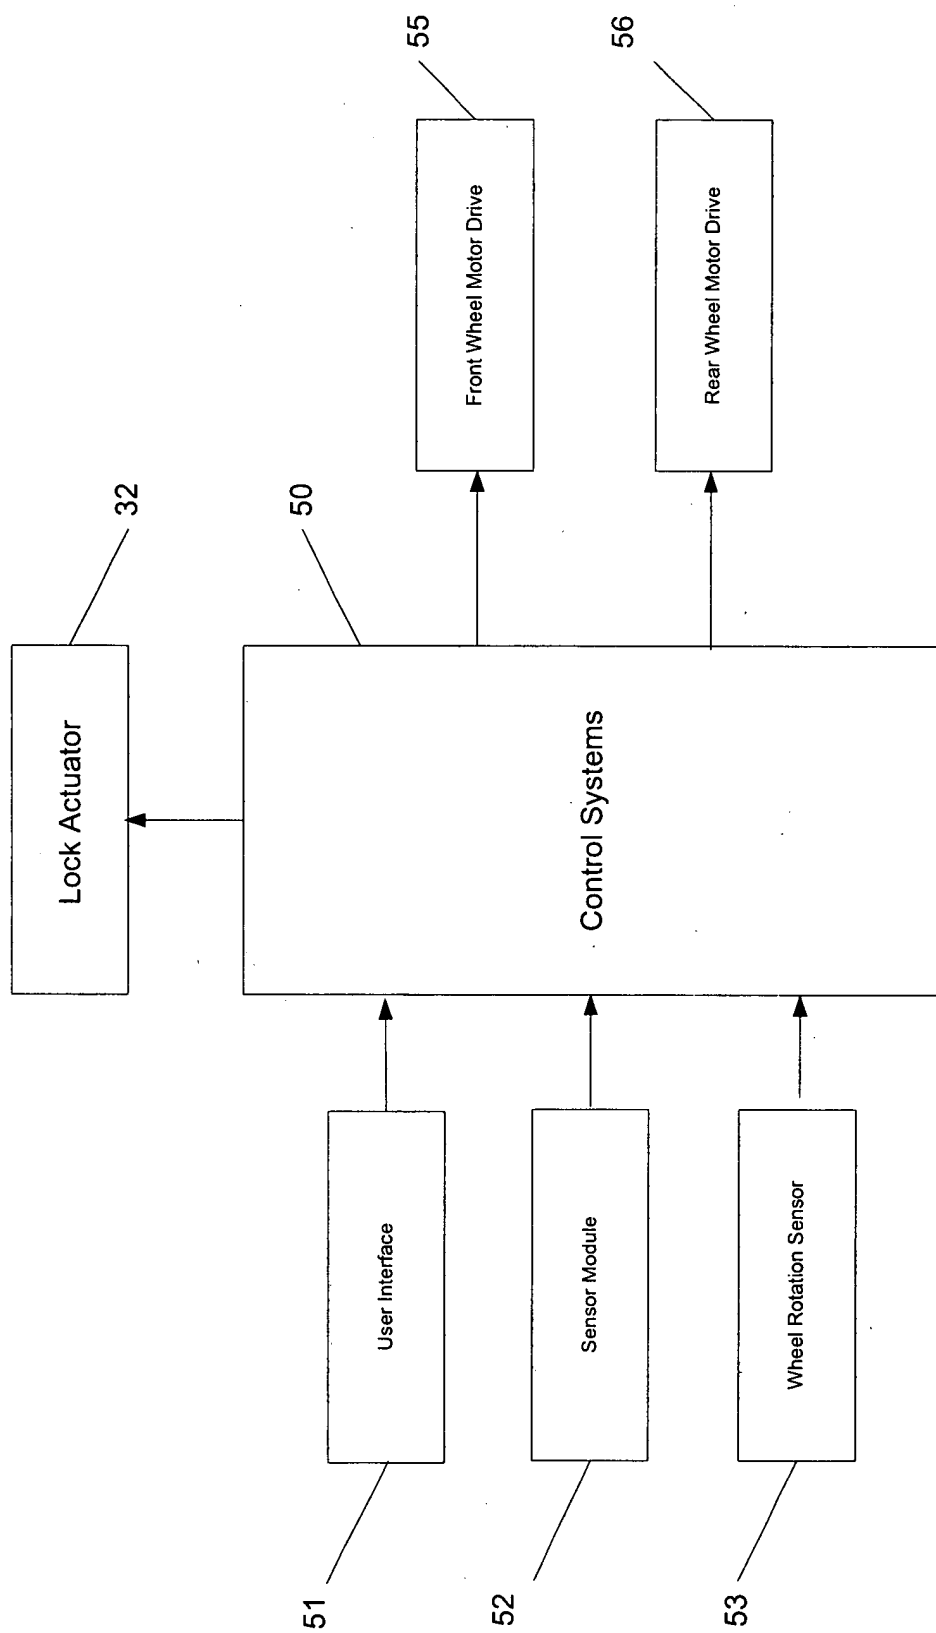 Lock Actuator
32
50
Control Systems
51
User Interface
52
Sensor Module
53
Wheel Rotation Sensor
Front Wheel Motor Drive
55
Rear Wheel Motor Drive
56